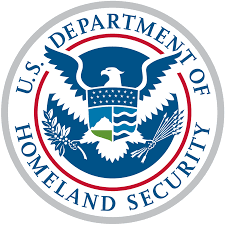 U.S. DEPARTMENT OF
HOMELAND SECURITY